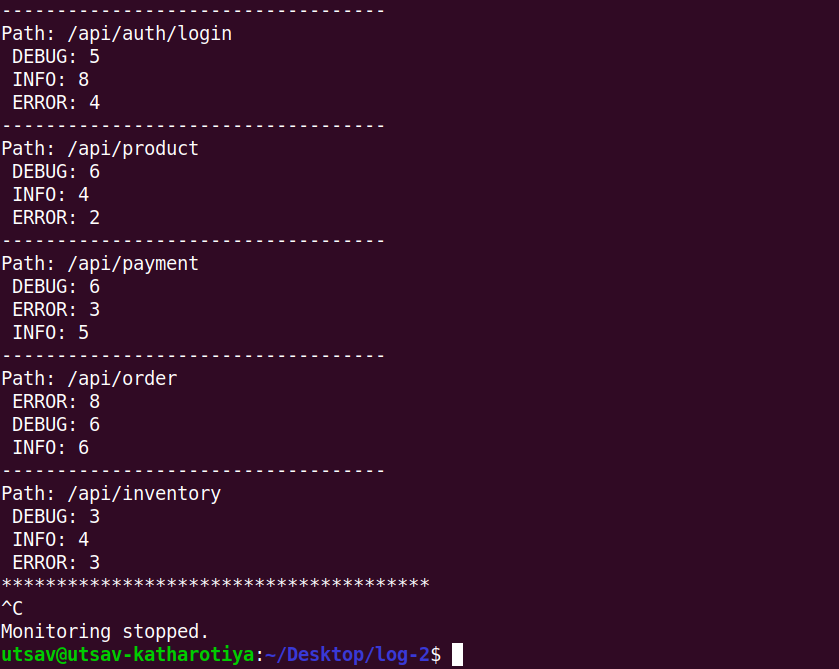 -----------------------------------
Path: /api/auth/login
 DEBUG: 5
 INFO: 8
 ERROR: 4
-----------------------------------
Path: /api/product
 DEBUG: 6
 INFO: 4
 ERROR: 2
-----------------------------------
Path: /api/payment
 DEBUG: 6
 ERROR: 3
 INFO: 5
-----------------------------------
Path: /api/order
 ERROR: 8
 DEBUG: 6
 INFO: 6
-----------------------------------
Path: /api/inventory
 DEBUG: 3
 INFO: 4
 ERROR: 3
***************************************
^C
Monitoring stopped.
utsav@utsav-katharotiya:~/Desktop/log-2$